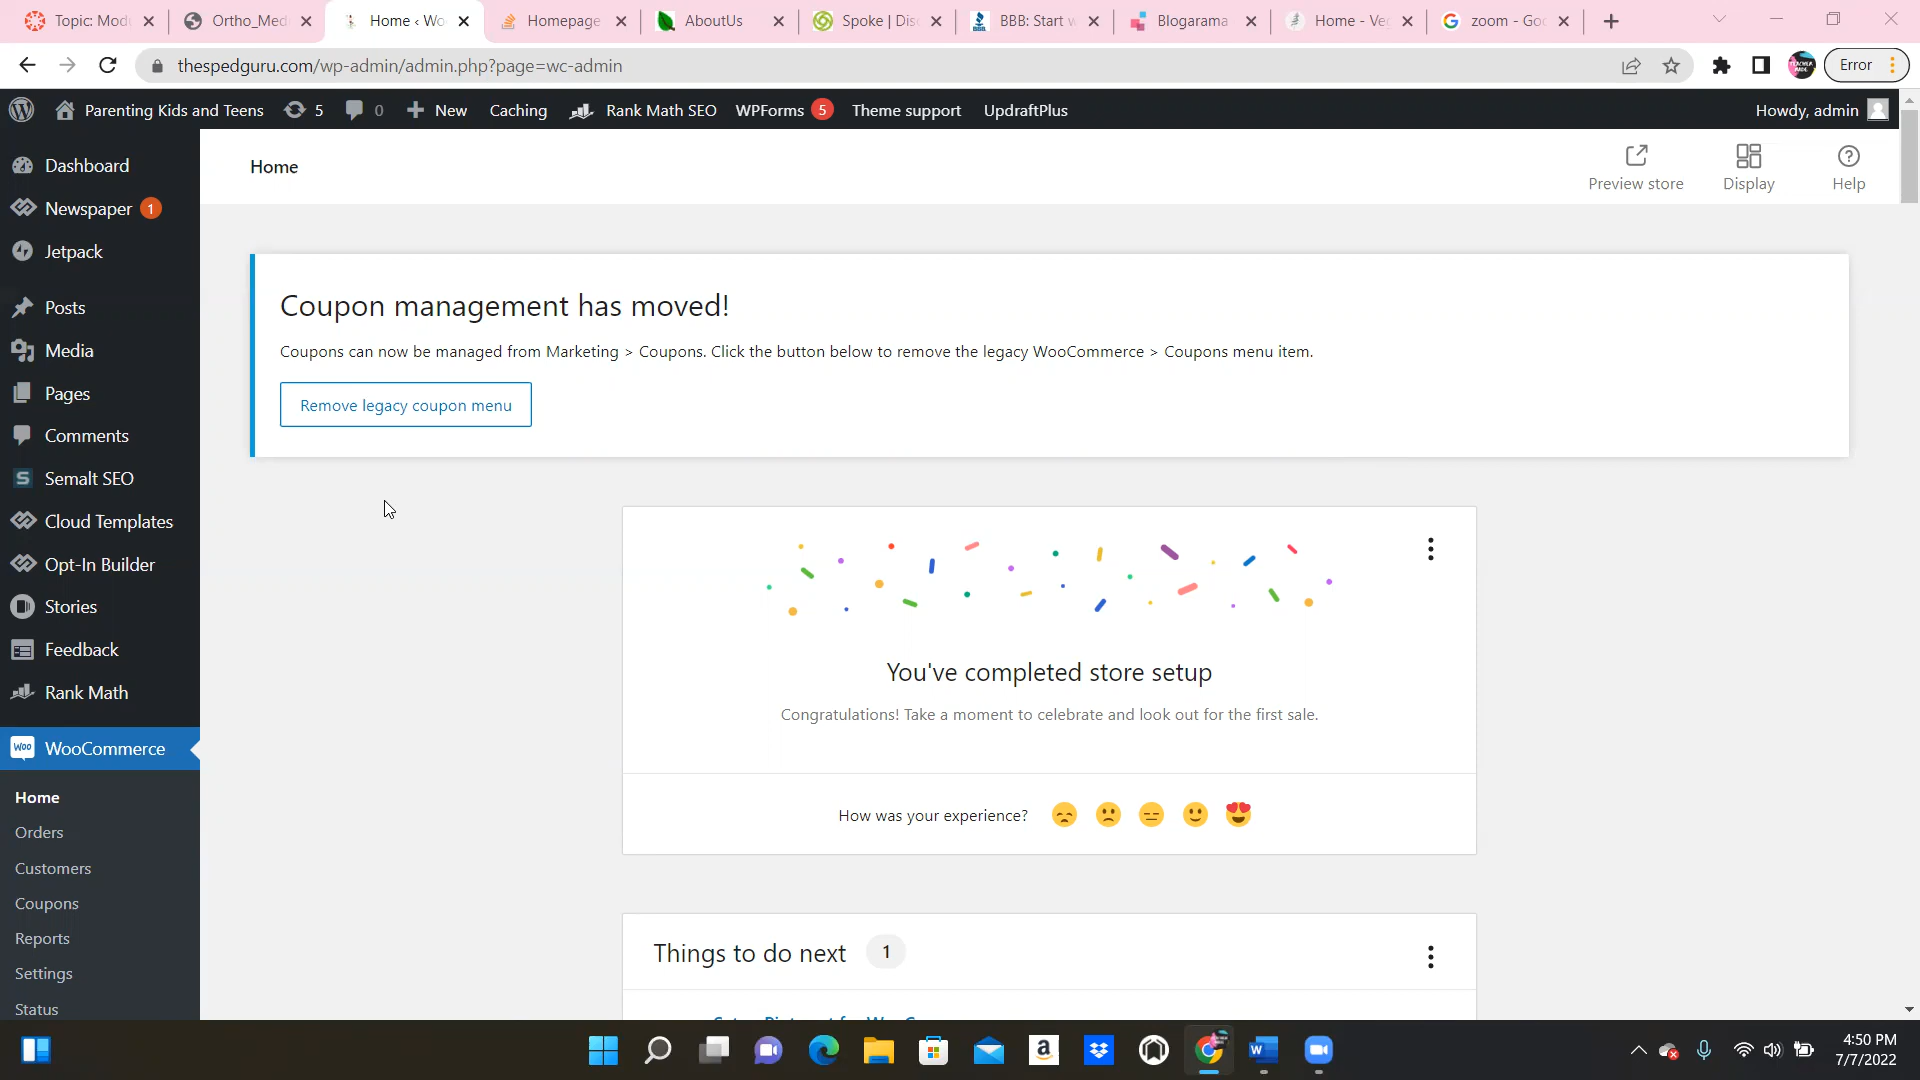 Topic: Modu
Ortho_Medi
Home ‹ Wo
Homepage
AboutUs
Spoke | Disc
BBB: Start w
Blogarama
Home - Veg
zoom - Goo
thespedguru.com/wp-admin/admin.php?page=wc-admin
Error
Parenting Kids and Teens
5
0
New
Caching
Rank Math SEO
WPForms 5
Theme support
UpdraftPlus
Howdy, admin
Dashboard
Newspaper 1
Jetpack
Posts
Media
Pages
Comments
Semalt SEO
Cloud Templates
Opt-In Builder
Stories
Feedback
Rank Math
WooCommerce
Home
Orders
Customers
Coupons
Reports
Settings
Status
Home
Preview store
Display
Help
Coupon management has moved!
Coupons can now be managed from Marketing > Coupons. Click the button below to remove the legacy WooCommerce > Coupons menu item.
Remove legacy coupon menu
You've completed store setup
Congratulations! Take a moment to celebrate and look out for the first sale.
How was your experience?
Things to do next 1
4:50 PM
7/7/2022